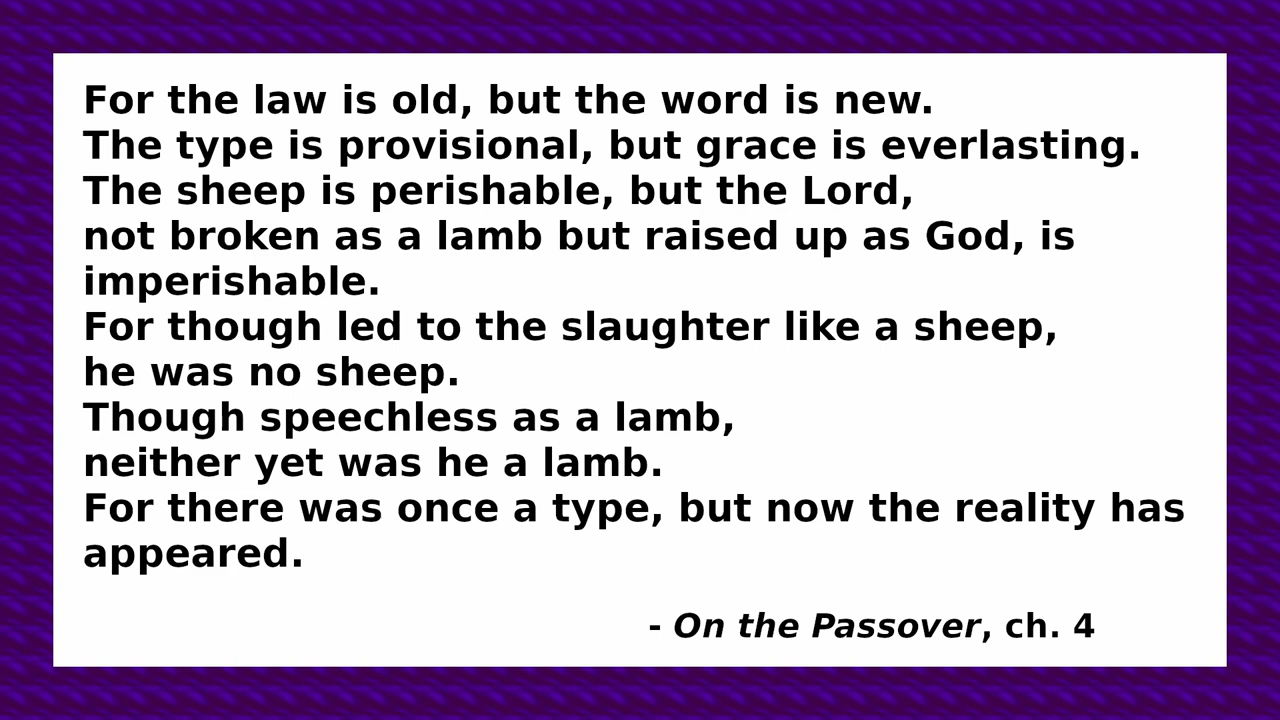 For the law is old, but the word is new.
The type is provisional, but grace is everlasting.
The sheep is perishable, but the Lord,
not broken as a lamb but raised up as God, is
imperishable.
For though led to the slaughter like a sheep,
he was no sheep.
Though speechless as a lamb,
neither yet was he a lamb.
For there was once a type, but now the reality has
appeared.
- On the Passover, ch. 4